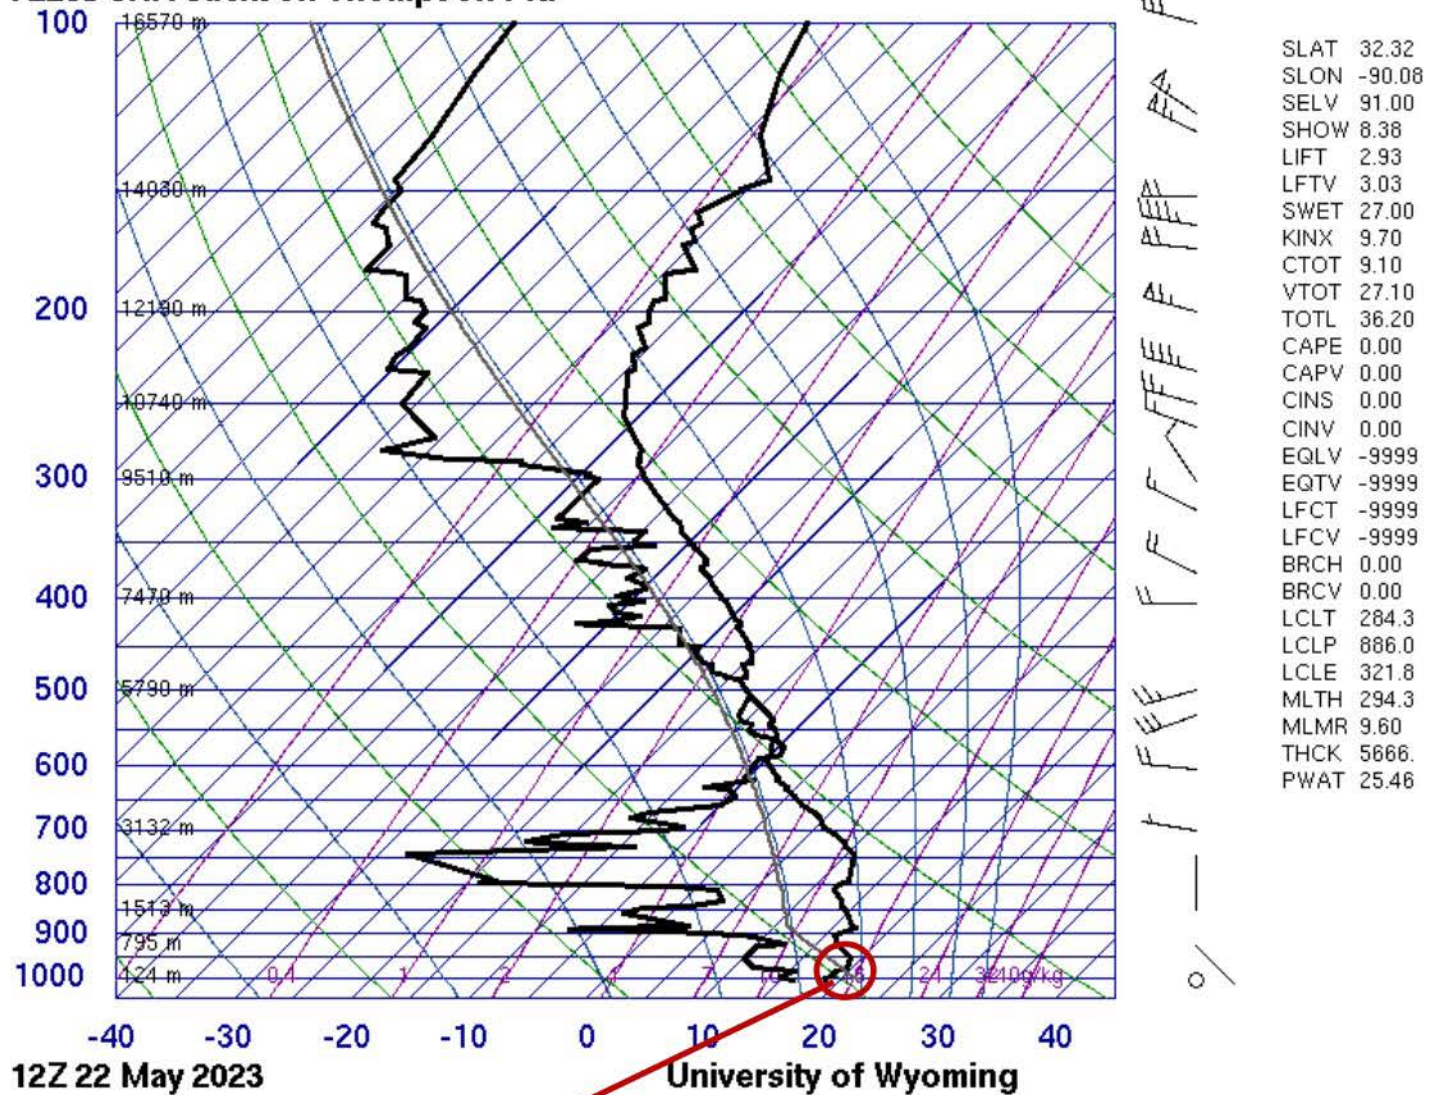 100 16570 m
14030 m
200 12190 m
10740 m
300 9510 m
400 7470 m
500 5790 m
600
700 3132 m
800
1513 m
900
795 m
1000 124 m 0.1 1 2 4 7 10 16 24 32 40g/kg
-40 -30 -20 -10 0 10 20 30 40
12Z 22 May 2023 University of Wyoming
SLAT 32.32
SLON -90.08
SELV 91.00
SHOW 8.38
LIFT 2.93
LFTV 3.03
SWET 27.00
KINX 9.70
CTOT 9.10
VTOT 27.10
TOTL 36.20
CAPE 0.00
CAPV 0.00
CINS 0.00
CINV 0.00
EQLV -9999
EQTV -9999
LFCT -9999
LFCV -9999
BRCH 0.00
BRCV 0.00
LCLT 284.3
LCLP 886.0
LCLE 321.8
MLTH 294.3
MLMR 9.60
THCK 5666.
PWAT 25.46